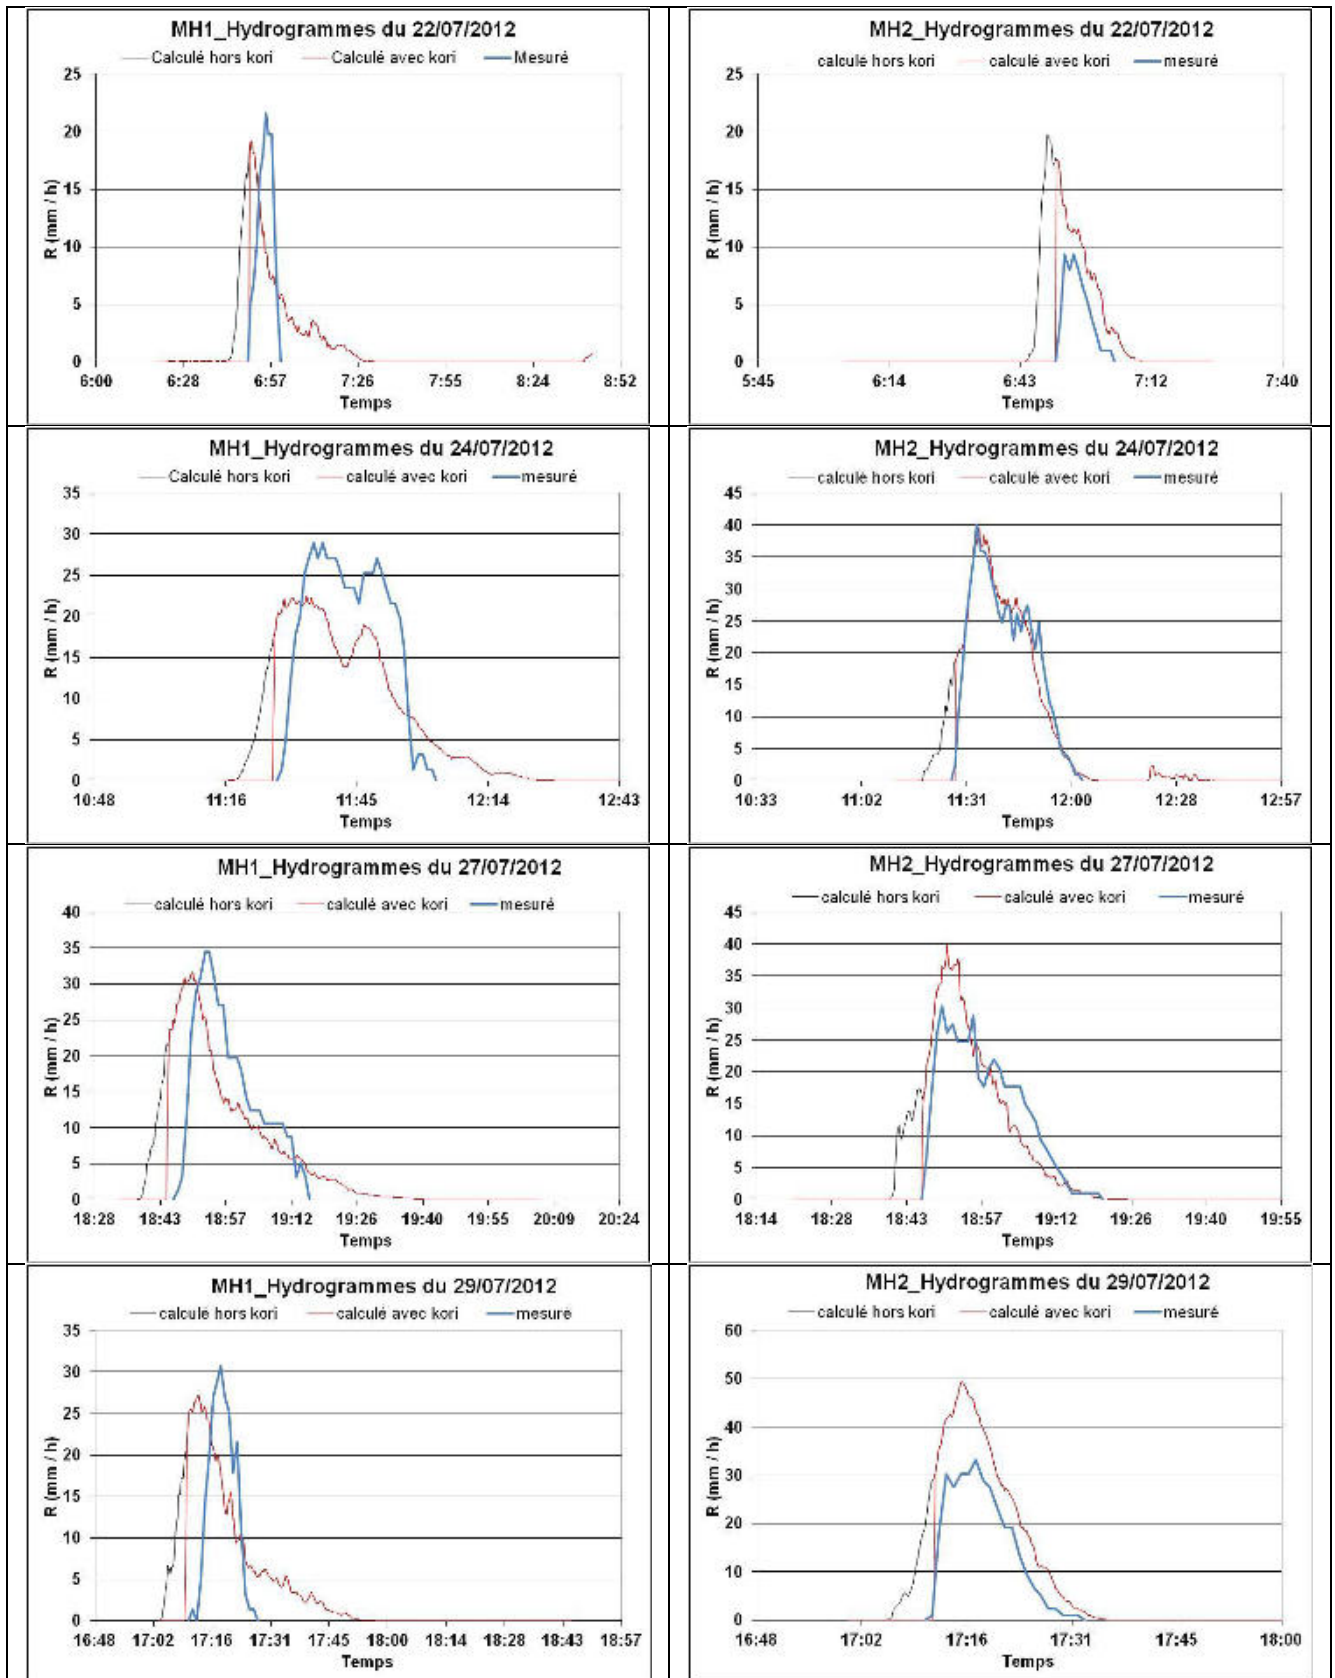 MH1_Hydrogrammes du 22/07/2012
Calculé hors kori Calculé avec kori Mesuré
25
20
15
10
5
0
R (mm / h)
6:00 6:28 6:57 7:26 7:55 8:24 8:52
Temps
MH2_Hydrogrammes du 22/07/2012
calculé hors kori calculé avec kori mesuré
25
20
15
10
5
0
R (mm / h)
5:45 6:14 6:43 7:12 7:40
Temps
MH1_Hydrogrammes du 24/07/2012
Calculé hors kori calculé avec kori mesuré
35
30
25
20
15
10
5
0
R (mm / h)
10:48 11:16 11:45 12:14 12:43
Temps
MH2_Hydrogrammes du 24/07/2012
calculé hors kori calculé avec kori mesuré
45
40
35
30
25
20
15
10
5
0
R (mm / h)
10:33 11:02 11:31 12:00 12:28 12:57
Temps
MH1_Hydrogrammes du 27/07/2012
calculé hors kori calculé avec kori mesuré
40
35
30
25
20
15
10
5
0
R (mm / h)
18:28 18:43 18:57 19:12 19:26 19:40 19:55 20:09 20:24
Temps
MH2_Hydrogrammes du 27/07/2012
calculé hors kori calculé avec kori mesuré
45
40
35
30
25
20
15
10
5
0
R (mm / h)
18:14 18:28 18:43 18:57 19:12 19:26 19:40 19:55
Temps
MH1_Hydrogrammes du 29/07/2012
calculé hors kori calculé avec kori mesuré
35
30
25
20
15
10
5
0
R (mm / h)
16:48 17:02 17:16 17:31 17:45 18:00 18:14 18:28 18:43 18:57
Temps
MH2_Hydrogrammes du 29/07/2012
calculé hors kori calculé avec kori mesuré
60
50
40
30
20
10
0
R (mm / h)
16:48 17:02 17:16 17:31 17:45 18:00
Temps